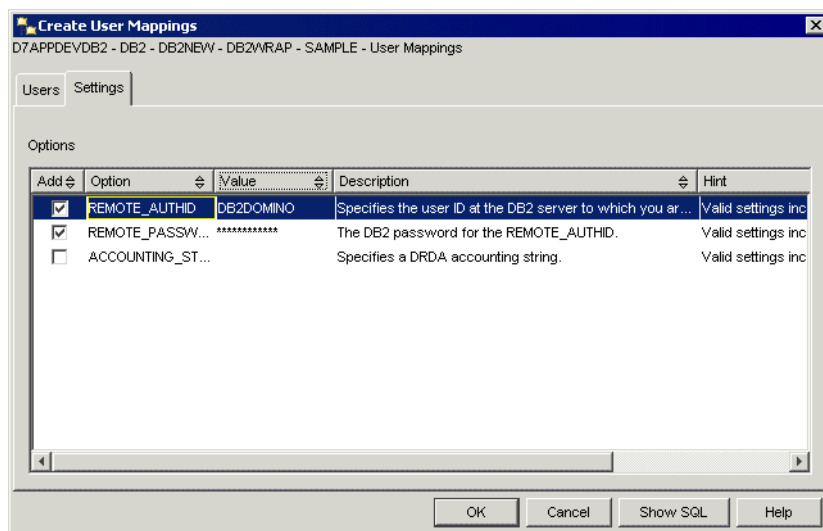 Create User Mappings
D7APPDEVDB2 - DB2 - DB2NEW - DB2WRAP - SAMPLE - User Mappings
Users Settings
Options
Add Option Value Description Hint
REMOTE_AUTHID DB2DOMINO Specifies the user ID at the DB2 server to which you ar... Valid settings inc
REMOTE_PASSW... ************ The DB2 password for the REMOTE_AUTHID. Valid settings inc
ACCOUNTING_ST... Specifies a DRDA accounting string. Valid settings inc
OK Cancel Show SQL Help